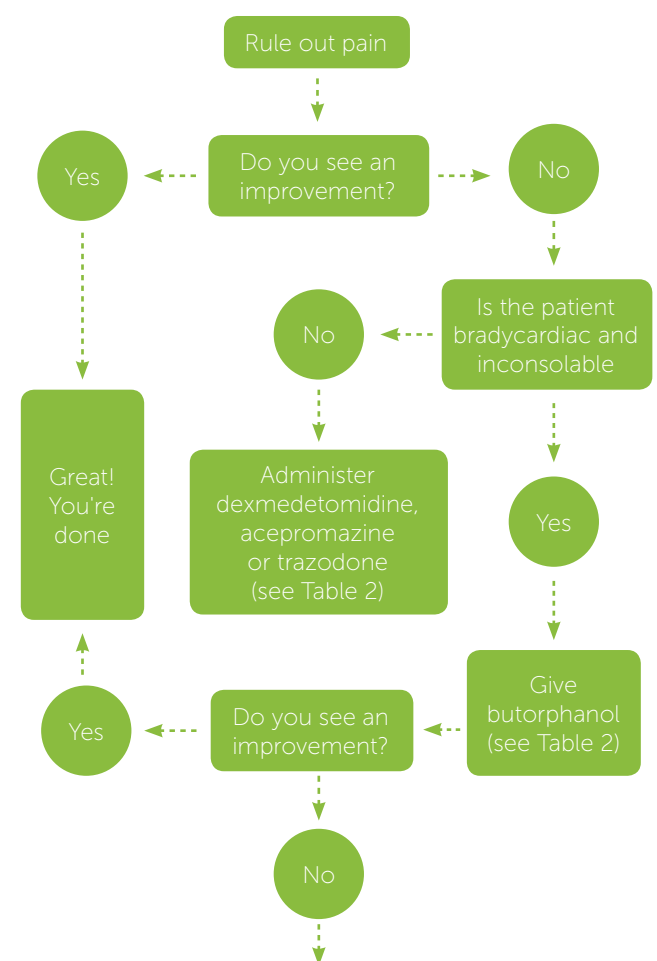 Rule out pain
Do you see an
improvement?
Yes
No
Is the patient
bradycardiac and
inconsolable
No
Great!
You're
done
Administer
dexmedetomidine,
acepromazine
or trazodone
(see Table 2)
Yes
Give
butorphanol
(see Table 2)
Do you see an
improvement?
Yes
No